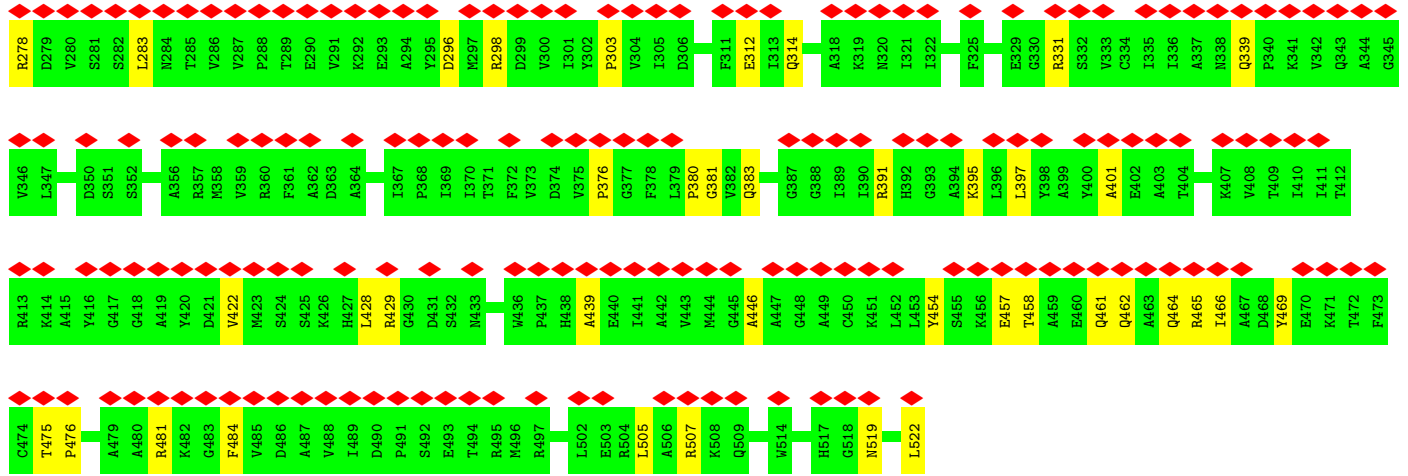 R278 D279 V280 S281 S282 L283 N284 T285 V286 V287 P288 T289 E290 V291 K292 E293 A294 Y295 D296 M297 R298 D299 V300 I301 Y302 P303 V304 I305 D306 F311 E312 I313 Q314 A318 K319 N320 I321 I322 F325 E329 G330 R331 S332 V333 C334 I335 I336 A337 N338 Q339 P340 K341 V342 Q343 A344 G345
V346 L347 D350 S351 S352 A356 R357 M358 V359 R360 F361 A362 D363 A364 I367 P368 I369 I370 T371 F372 V373 D374 V375 P376 G377 F378 L379 P380 G381 V382 Q383 G387 G388 I389 I390 R391 H392 G393 A394 K395 L396 L397 Y398 A399 Y400 A401 E402 A403 T404 K407 V408 T409 I410 I411 T412
R413 K414 A415 Y416 G417 G418 A419 Y420 D421 V422 M423 S424 S425 K426 H427 L428 R429 G430 D431 S432 N433 W436 P437 H438 A439 E440 I441 A442 V443 M444 G445 A446 A447 G448 A449 C450 K451 L452 L453 Y454 S455 K456 E457 T458 A459 E460 Q461 Q462 A463 Q464 R465 I466 A467 D468 Y469 E470 K471 T472 F473
C474 T475 P476 A479 A480 R481 K482 G483 F484 V485 D486 A487 V488 I489 D490 P491 S492 E493 T494 R495 M496 R497 L502 E503 R504 L505 A506 R507 K508 Q509 W514 H517 G518 N519 L522